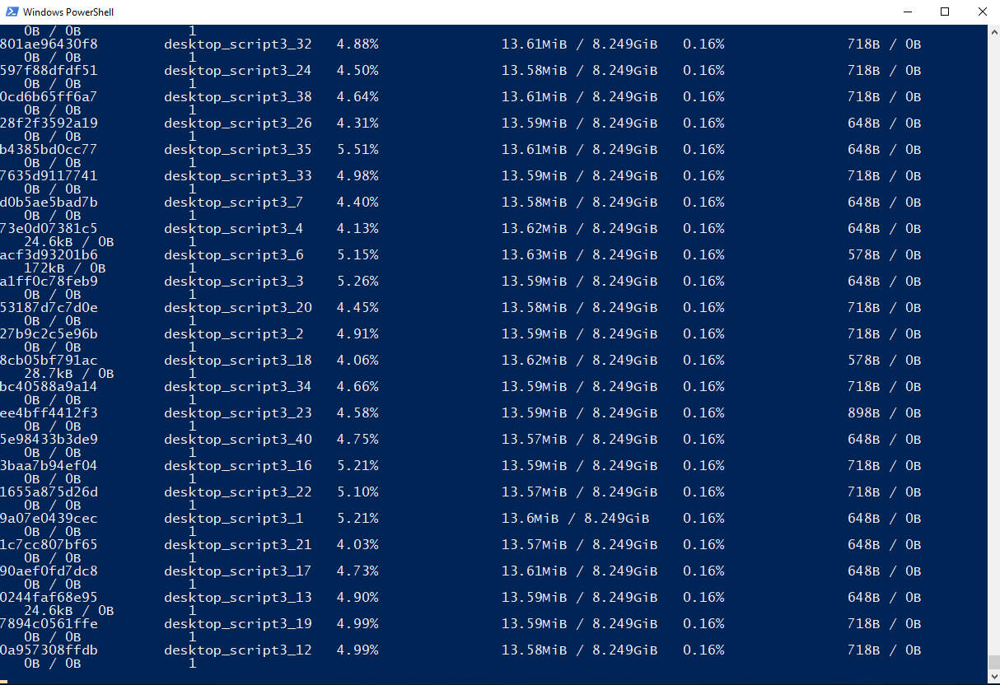 Windows PowerShell
0B / 0B 1
801ae96430f8 desktop_script3_32 4.88% 13.61MiB / 8.249GiB 0.16% 718B / 0B
0B / 0B 1
597f88dfdf51 desktop_script3_24 4.50% 13.58MiB / 8.249GiB 0.16% 718B / 0B
0B / 0B 1
0cd6b65ff6a7 desktop_script3_38 4.64% 13.61MiB / 8.249GiB 0.16% 718B / 0B
0B / 0B 1
28f2f3592a19 desktop_script3_26 4.31% 13.59MiB / 8.249GiB 0.16% 648B / 0B
0B / 0B 1
b4385bd0cc77 desktop_script3_35 5.51% 13.61MiB / 8.249GiB 0.16% 648B / 0B
0B / 0B 1
7635d9117741 desktop_script3_33 4.98% 13.59MiB / 8.249GiB 0.16% 718B / 0B
0B / 0B 1
d0b5ae5bad7b desktop_script3_7 4.40% 13.58MiB / 8.249GiB 0.16% 648B / 0B
0B / 0B 1
73e0d07381c5 desktop_script3_4 4.13% 13.62MiB / 8.249GiB 0.16% 648B / 0B
24.6kB / 0B 1
acf3d93201b6 desktop_script3_6 5.15% 13.63MiB / 8.249GiB 0.16% 578B / 0B
172kB / 0B 1
a1ff0c78feb9 desktop_script3_3 5.26% 13.59MiB / 8.249GiB 0.16% 648B / 0B
0B / 0B 1
53187d7c7d0e desktop_script3_20 4.45% 13.58MiB / 8.249GiB 0.16% 718B / 0B
0B / 0B 1
27b9c2c5e96b desktop_script3_2 4.91% 13.59MiB / 8.249GiB 0.16% 718B / 0B
0B / 0B 1
8cb05bf791ac desktop_script3_18 4.06% 13.62MiB / 8.249GiB 0.16% 578B / 0B
28.7kB / 0B 1
bc40588a9a14 desktop_script3_34 4.66% 13.59MiB / 8.249GiB 0.16% 718B / 0B
0B / 0B 1
ee4bff4412f3 desktop_script3_23 4.58% 13.59MiB / 8.249GiB 0.16% 898B / 0B
0B / 0B 1
5e98433b3de9 desktop_script3_40 4.75% 13.57MiB / 8.249GiB 0.16% 648B / 0B
0B / 0B 1
3baa7b94ef04 desktop_script3_16 5.21% 13.59MiB / 8.249GiB 0.16% 718B / 0B
0B / 0B 1
1655a875d26d desktop_script3_22 5.10% 13.57MiB / 8.249GiB 0.16% 718B / 0B
0B / 0B 1
9a07e0439cec desktop_script3_1 5.21% 13.6MiB / 8.249GiB 0.16% 648B / 0B
0B / 0B 1
1c7cc807bf65 desktop_script3_21 4.03% 13.57MiB / 8.249GiB 0.16% 648B / 0B
0B / 0B 1
90aef0fd7dc8 desktop_script3_17 4.73% 13.61MiB / 8.249GiB 0.16% 648B / 0B
0B / 0B 1
0244faf68e95 desktop_script3_13 4.90% 13.59MiB / 8.249GiB 0.16% 648B / 0B
24.6kB / 0B 1
7894c0561ffe desktop_script3_19 4.99% 13.59MiB / 8.249GiB 0.16% 718B / 0B
0B / 0B 1
0a957308ffdb desktop_script3_12 4.99% 13.58MiB / 8.249GiB 0.16% 718B / 0B
0B / 0B 1